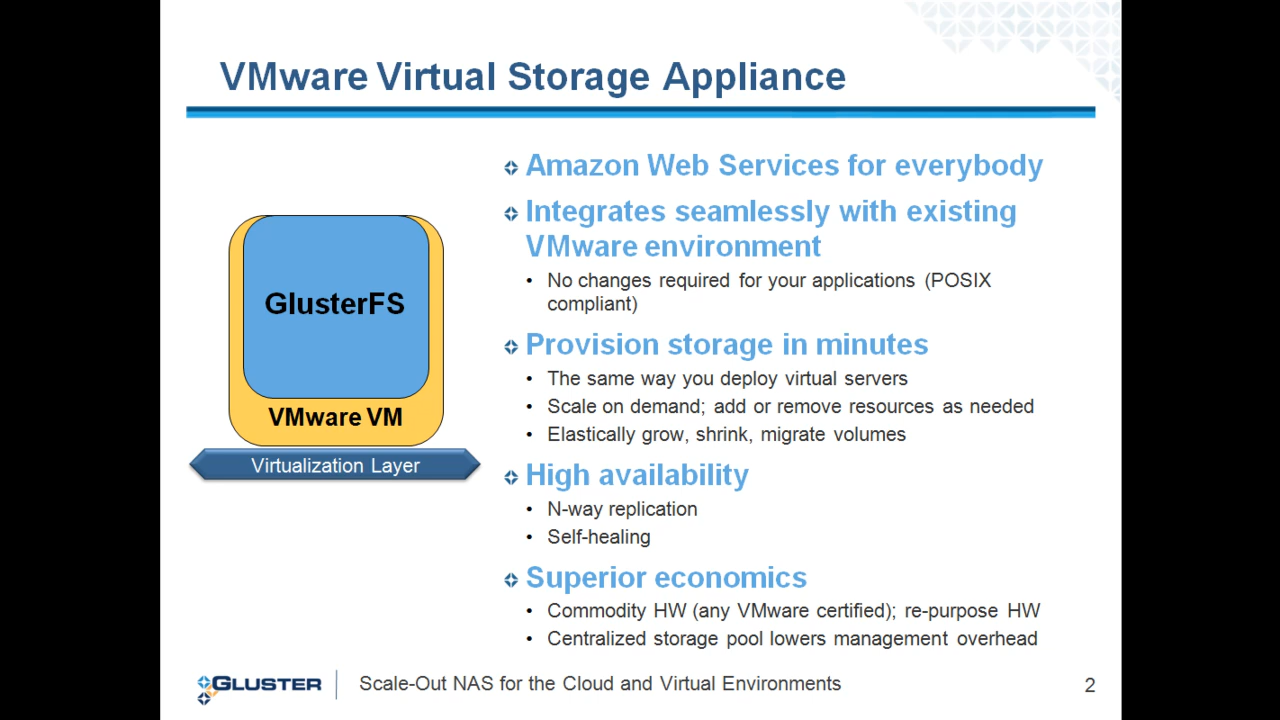 VMware Virtual Storage Appliance
GlusterFS
VMware VM
Virtualization Layer
Amazon Web Services for everybody
Integrates seamlessly with existing
VMware environment
• No changes required for your applications (POSIX
compliant)
Provision storage in minutes
• The same way you deploy virtual servers
• Scale on demand; add or remove resources as needed
• Elastically grow, shrink, migrate volumes
High availability
• N-way replication
• Self-healing
Superior economics
• Commodity HW (any VMware certified); re-purpose HW
• Centralized storage pool lowers management overhead
GLUSTER
Scale-Out NAS for the Cloud and Virtual Environments
2